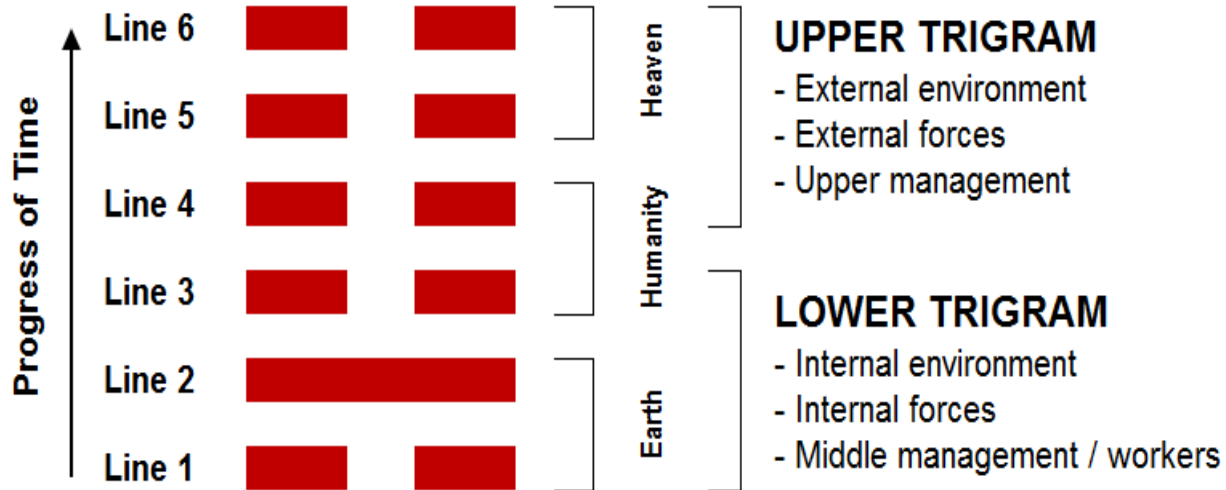 Progress of Time
Line 6
Line 5
Line 4
Line 3
Line 2
Line 1
Heaven
Humanity
Earth
UPPER TRIGRAM
- External environment
- External forces
- Upper management
LOWER TRIGRAM
- Internal environment
- Internal forces
- Middle management / workers